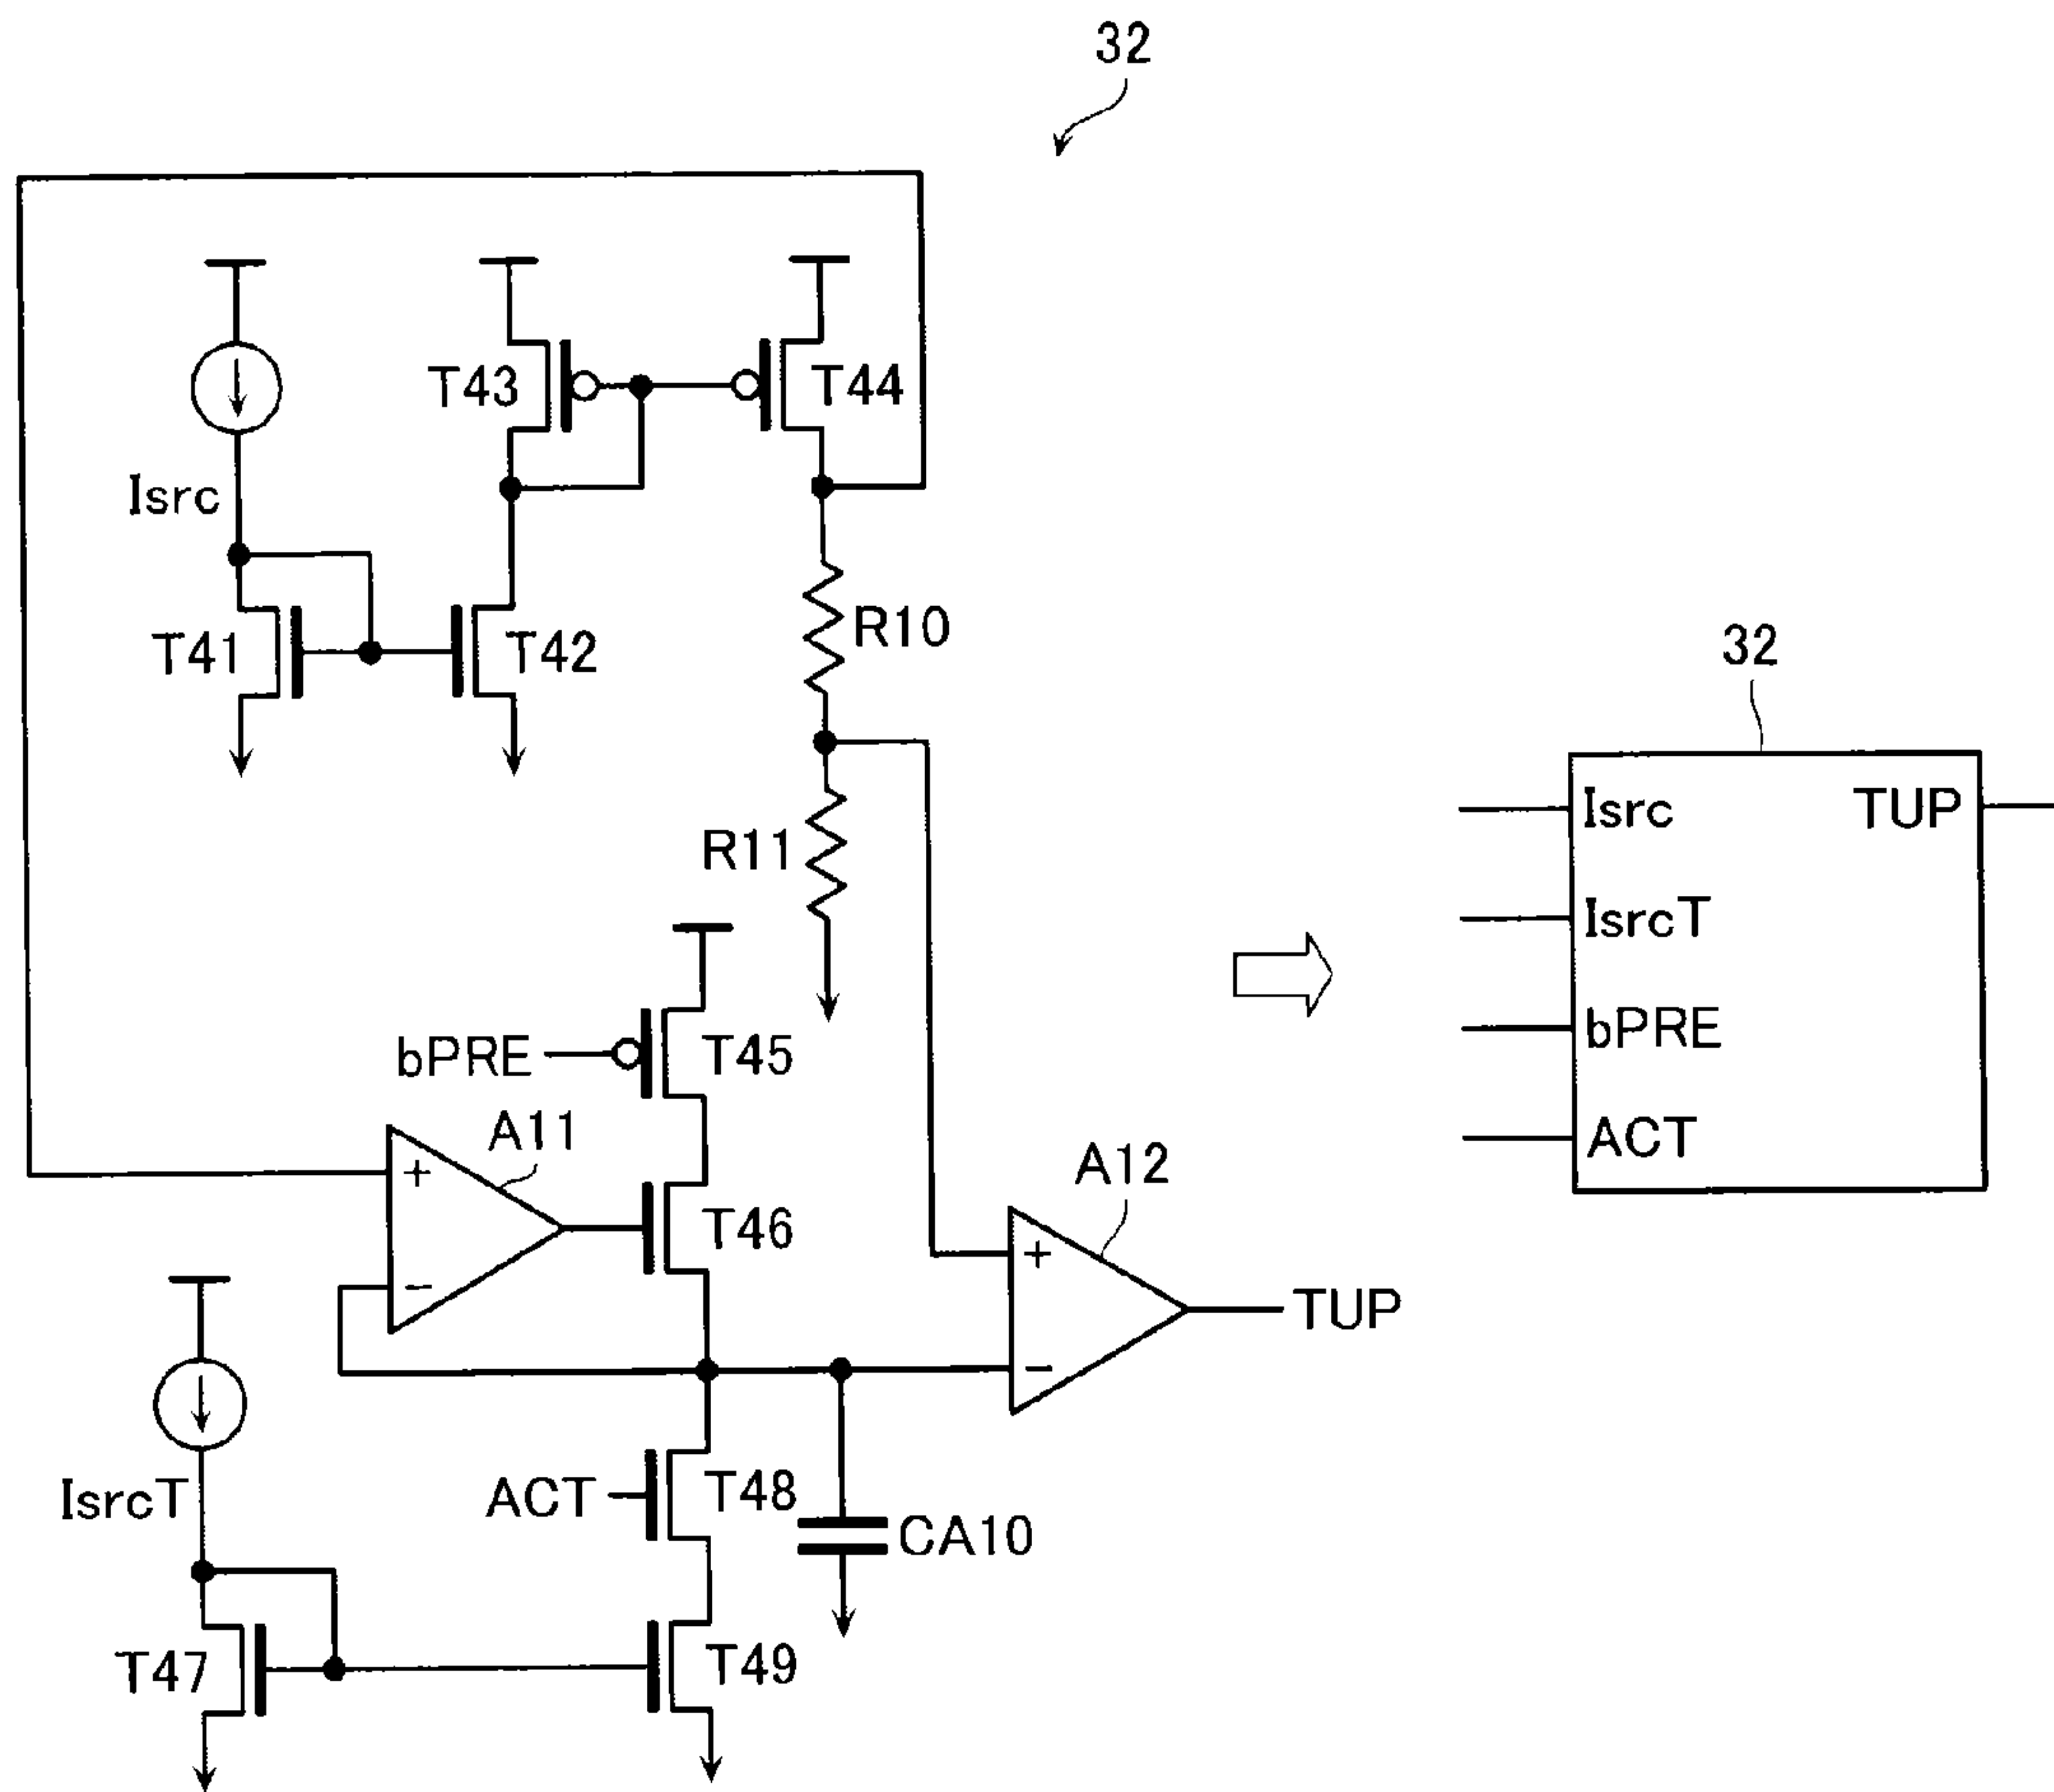 32
T43
T44
Isrc
T41
T42
R10
R11
bPRE
T45
A11
+
-
T46
A12
+
-
TUP
IsrcT
ACT
T48
CA10
T47
T49
32
Isrc
TUP
IsrcT
bPRE
ACT